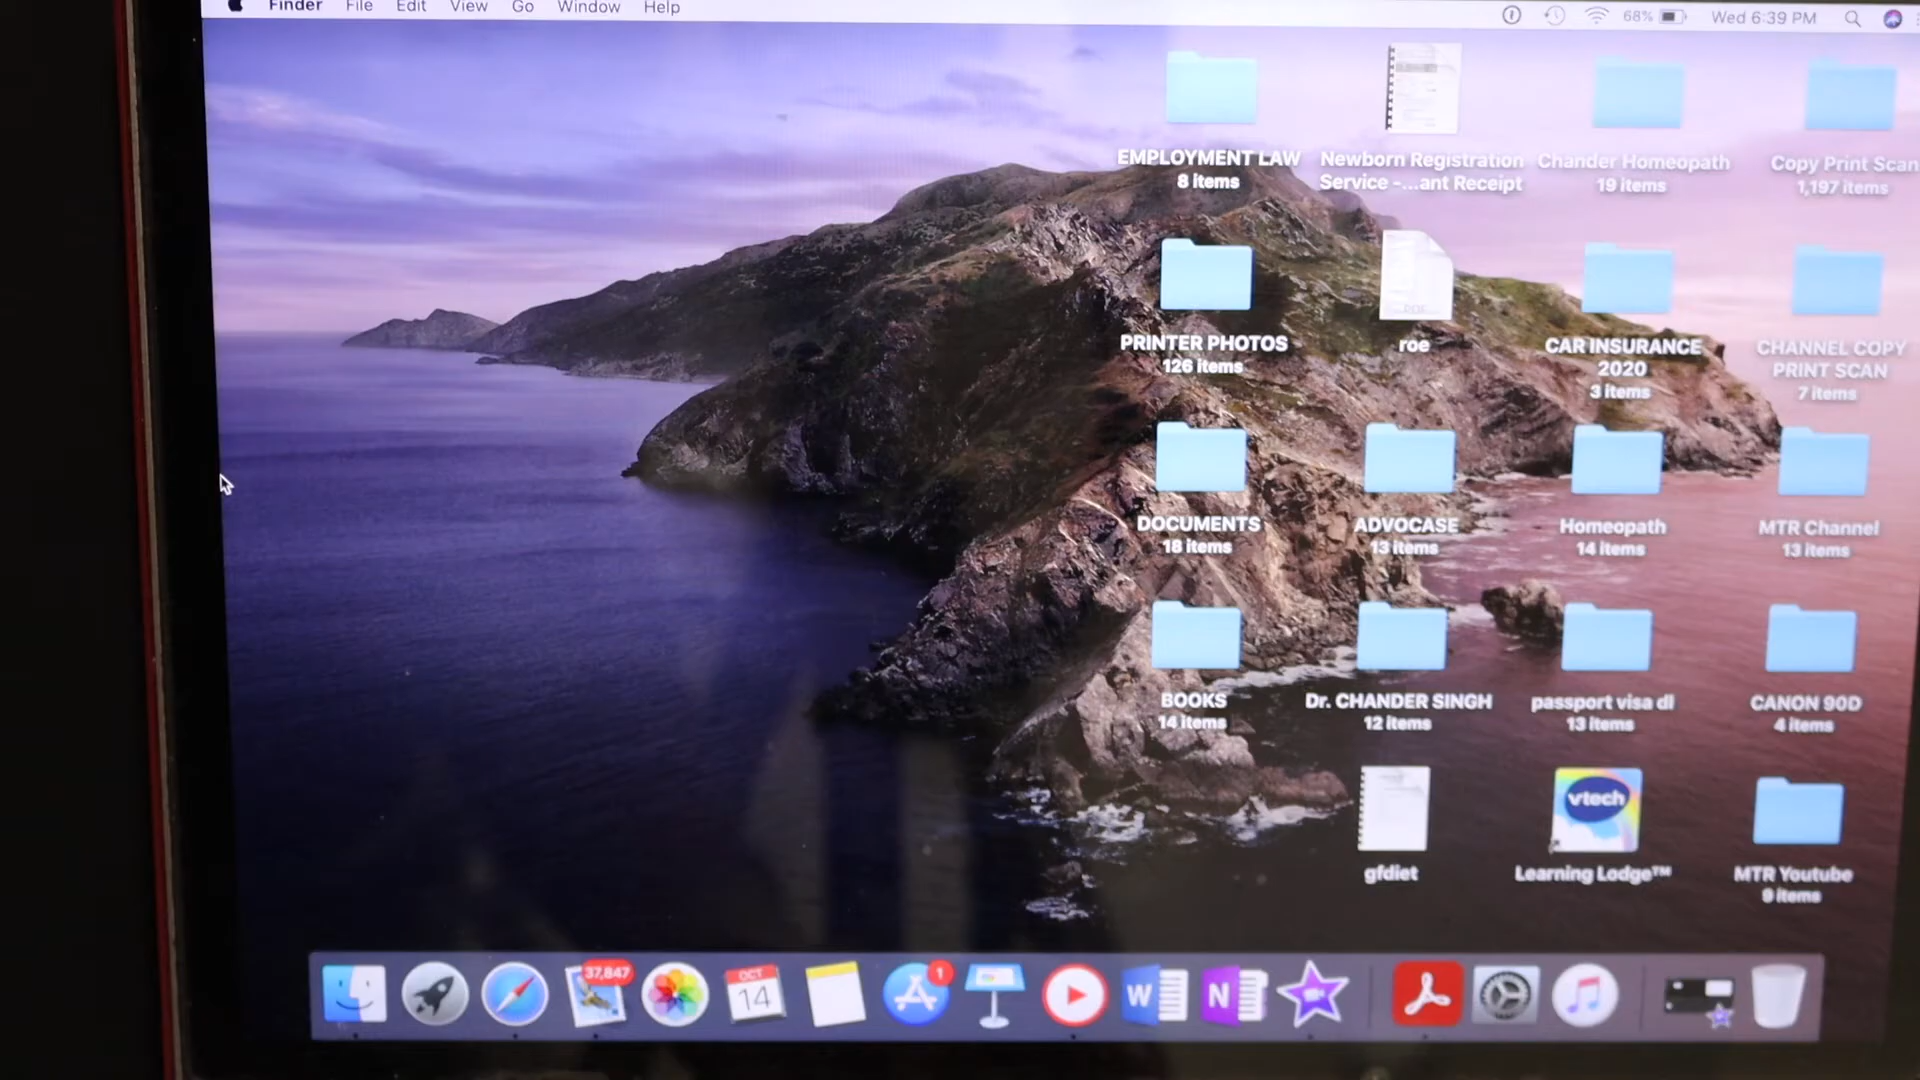 Finder File Edit View Go Window Help
68% Wed 6:39 PM
EMPLOYMENT LAW
8 items
Newborn Registration
Service -...ant Receipt
Chander Homeopath
19 items
Copy Print Scan
1,197 items
PRINTER PHOTOS
126 items
PDF
roe
CAR INSURANCE
2020
3 items
CHANNEL COPY
PRINT SCAN
7 items
DOCUMENTS
18 items
ADVOCASE
13 items
Homeopath
14 items
MTR Channel
13 items
BOOKS
14 items
Dr. CHANDER SINGH
12 items
passport visa dl
13 items
CANON 90D
4 items
gfdiet
vtech
Learning Lodge™
MTR Youtube
9 items
37,847
OCT
14
1
W
N